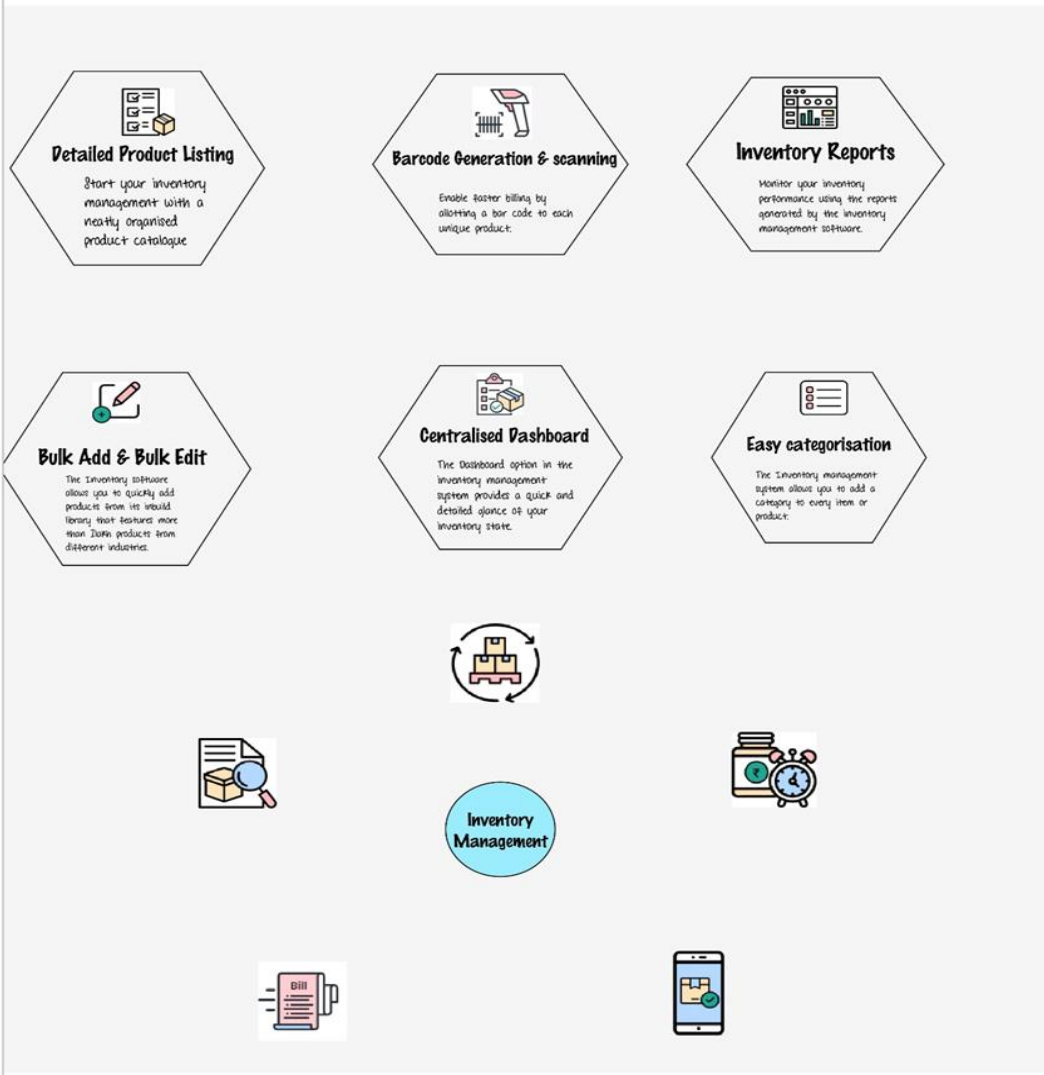 Detailed Product Listing
Start your inventory
management with a
neatly organised
product catalogue
Barcode Generation & scanning
Enable faster billing by
allotting a bar code to each
unique product.
Inventory Reports
Monitor your inventory
performance using the reports
generated by the inventory
management software.
Bulk Add & Bulk Edit
The Inventory software
allows you to quickly add
products from its inbuild
library that features more
than products from
different industries.
Centralised Dashboard
The Dashboard option in the
inventory management
system provides a quick and
detailed glance of your
inventory state.
Easy categorisation
The Inventory management
system allows you to add a
category to every item or
product.
₹
Inventory
Management
Bill